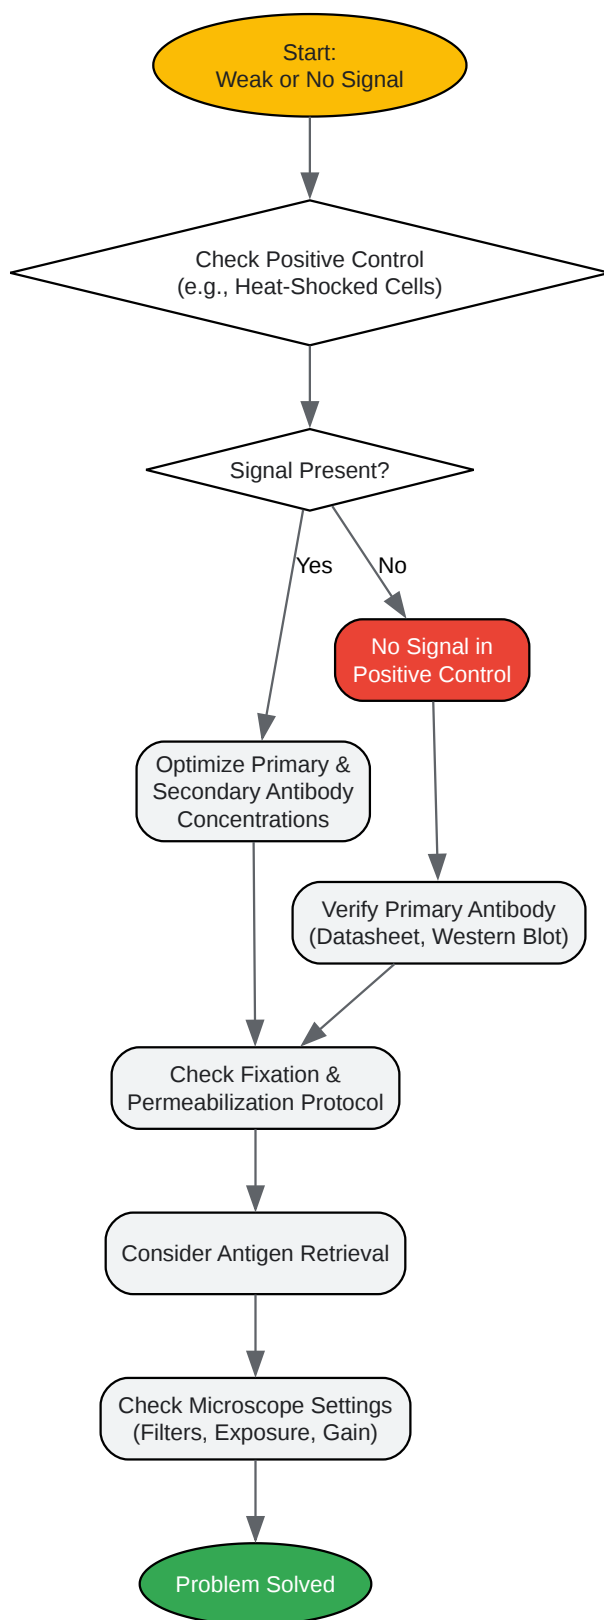 Start:
Weak or No Signal
Check Positive Control
(e.g., Heat-Shocked Cells)
Signal Present?
Yes
No
No Signal in
Positive Control
Optimize Primary &
Secondary Antibody
Concentrations
Verify Primary Antibody
(Datasheet, Western Blot)
Check Fixation &
Permeabilization Protocol
Consider Antigen Retrieval
Check Microscope Settings
(Filters, Exposure, Gain)
Problem Solved